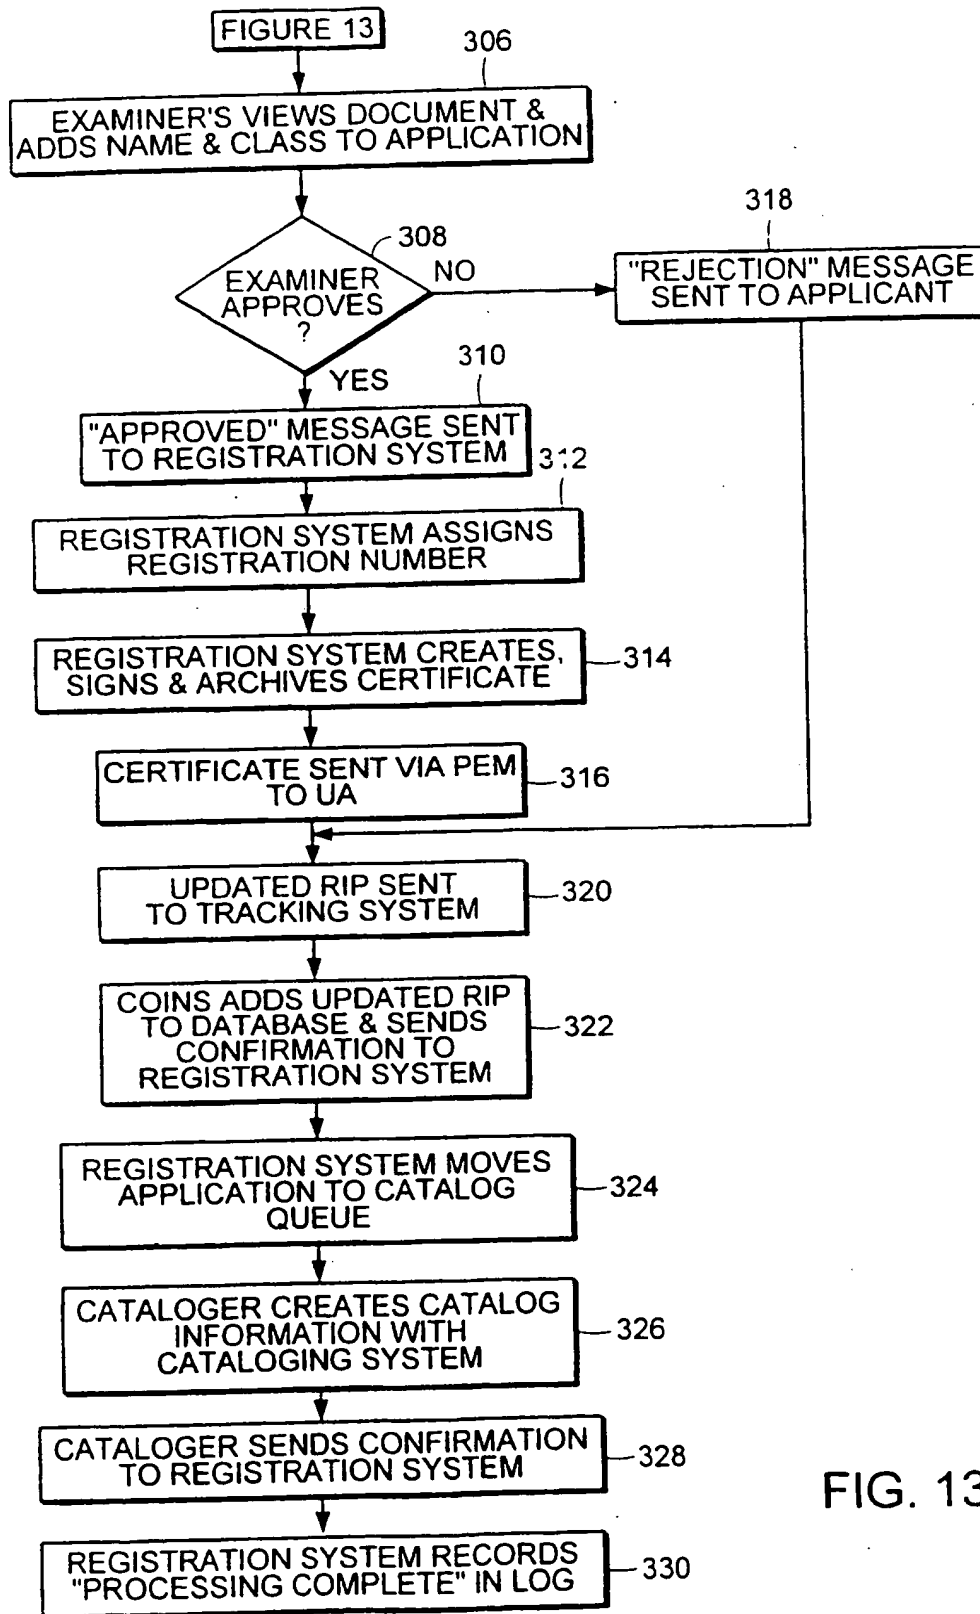 FIGURE 13
306
EXAMINER'S VIEWS DOCUMENT &
ADDS NAME & CLASS TO APPLICATION
308
EXAMINER
APPROVES
?
NO
318
"REJECTION" MESSAGE
SENT TO APPLICANT
YES
310
"APPROVED" MESSAGE SENT
TO REGISTRATION SYSTEM
312
REGISTRATION SYSTEM ASSIGNS
REGISTRATION NUMBER
REGISTRATION SYSTEM CREATES,
SIGNS & ARCHIVES CERTIFICATE
314
CERTIFICATE SENT VIA PEM
TO UA
316
UPDATED RIP SENT
TO TRACKING SYSTEM
320
COINS ADDS UPDATED RIP
TO DATABASE & SENDS
CONFIRMATION TO
REGISTRATION SYSTEM
322
REGISTRATION SYSTEM MOVES
APPLICATION TO CATALOG
QUEUE
324
CATALOGER CREATES CATALOG
INFORMATION WITH
CATALOGING SYSTEM
326
CATALOGER SENDS CONFIRMATION
TO REGISTRATION SYSTEM
328
FIG. 13
REGISTRATION SYSTEM RECORDS
"PROCESSING COMPLETE" IN LOG
330